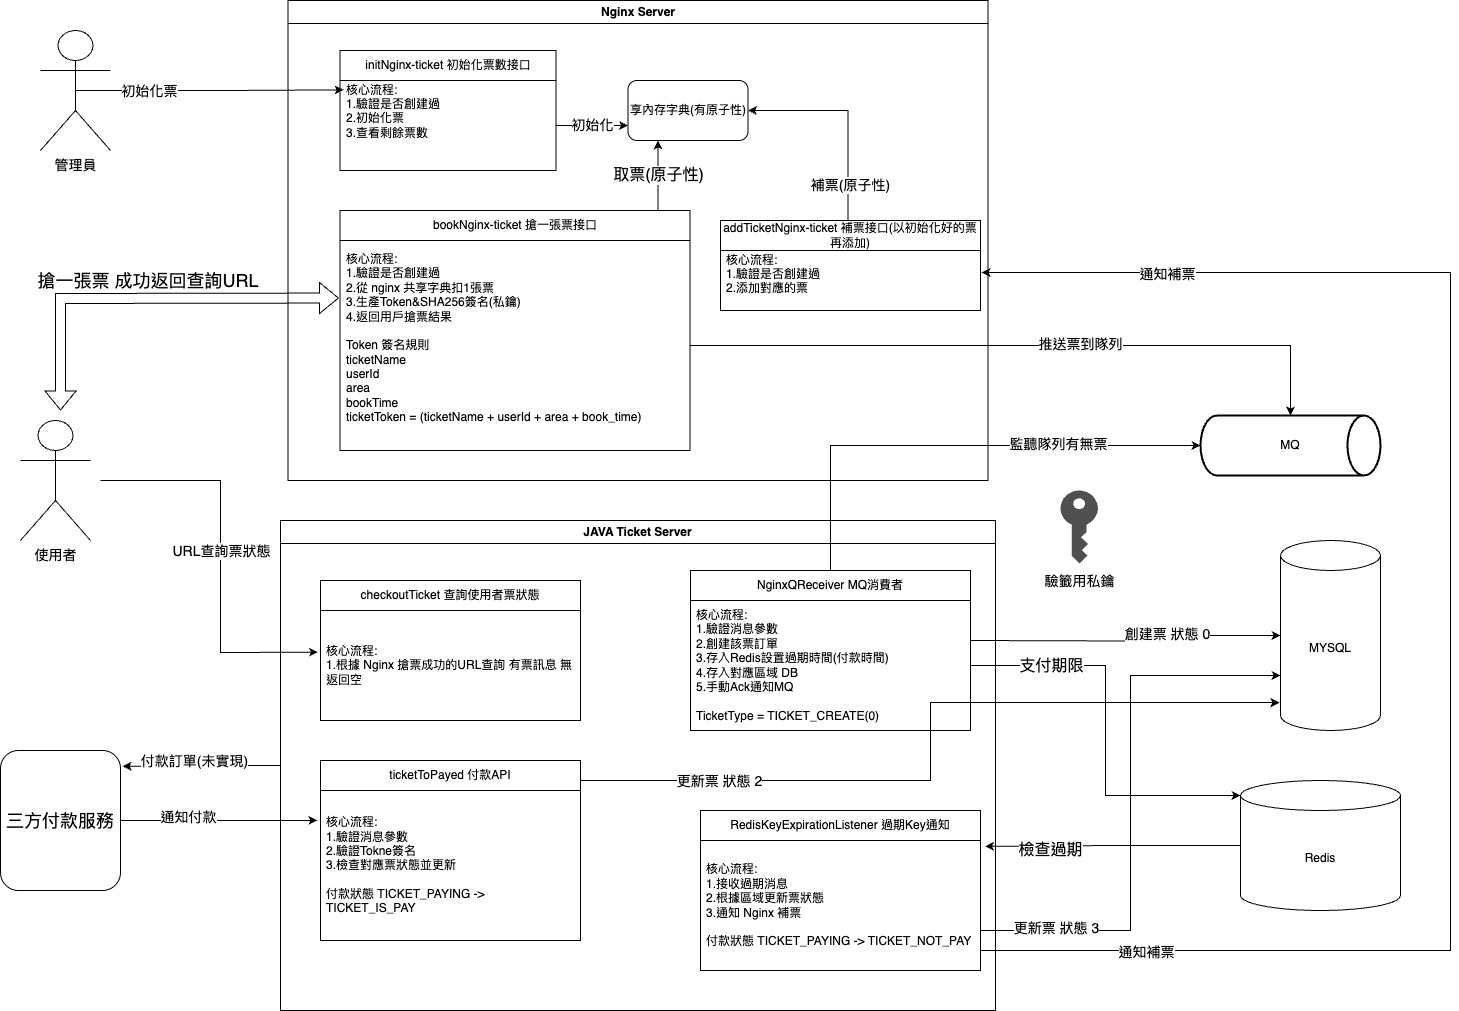 Nginx Server
initNginx-ticket 初始化票數接口
核心流程:
1.驗證是否創建過
2.初始化票
3.查看剩餘票數
初始化票
管理員
初始化
享內存字典(有原子性)
取票(原子性)
補票(原子性)
bookNginx-ticket 搶一張票接口
核心流程:
1.驗證是否創建過
2.從 nginx 共享字典扣1張票
3.生產Token&SHA256簽名(私鑰)
4.返回用戶搶票結果
Token 簽名規則
ticketName
userId
area
bookTime
ticketToken = (ticketName + userId + area + book_time)
addTicketNginx-ticket 補票接口(以初始化好的票
再添加)
核心流程:
1.驗證是否創建過
2.添加對應的票
通知補票
搶一張票 成功返回查詢URL
推送票到隊列
監聽隊列有無票
MQ
使用者
URL查詢票狀態
驗籤用私鑰
JAVA Ticket Server
checkoutTicket 查詢使用者票狀態
核心流程:
1.根據 Nginx 搶票成功的URL查詢 有票訊息 無
返回空
NginxQReceiver MQ消費者
核心流程:
1.驗證消息參數
2.創建該票訂單
3.存入Redis設置過期時間(付款時間)
4.存入對應區域 DB
5.手動Ack通知MQ
TicketType = TICKET_CREATE(0)
創建票 狀態 0
支付期限
MYSQL
付款訂單(未實現)
通知付款
三方付款服務
ticketToPayed 付款API
核心流程:
1.驗證消息參數
2.驗證Tokne簽名
3.檢查對應票狀態並更新
付款狀態 TICKET_PAYING ->
TICKET_IS_PAY
更新票 狀態 2
RedisKeyExpirationListener 過期Key通知
核心流程:
1.接收過期消息
2.根據區域更新票狀態
3.通知 Nginx 補票
付款狀態 TICKET_PAYING -> TICKET_NOT_PAY
檢查過期
Redis
更新票 狀態 3
通知補票